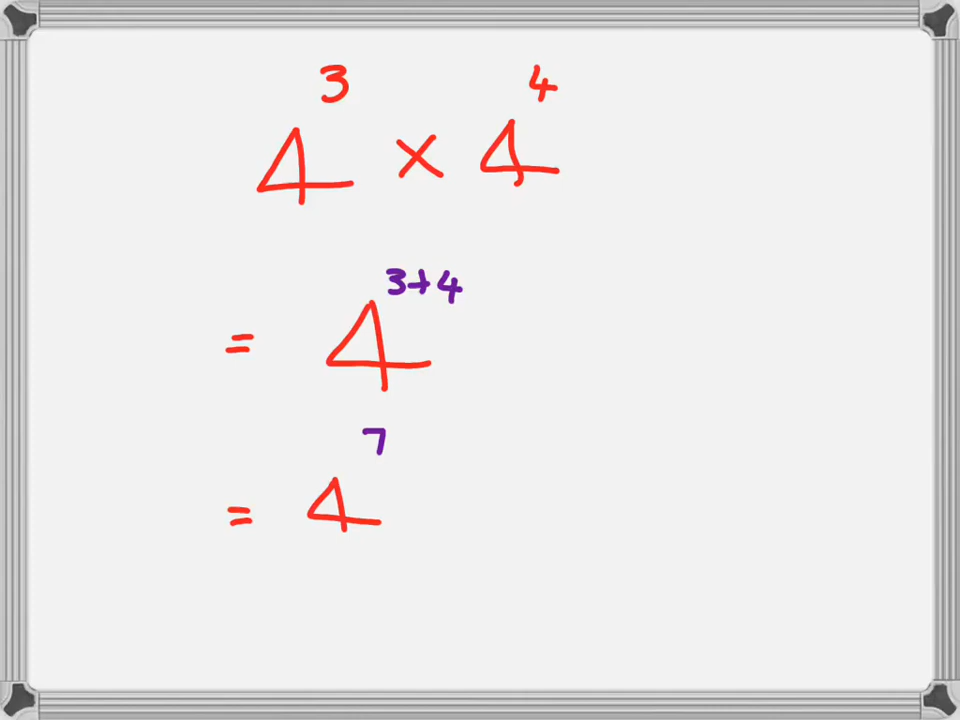 4³ × 4⁴
= 4³⁺⁴
= 4⁷